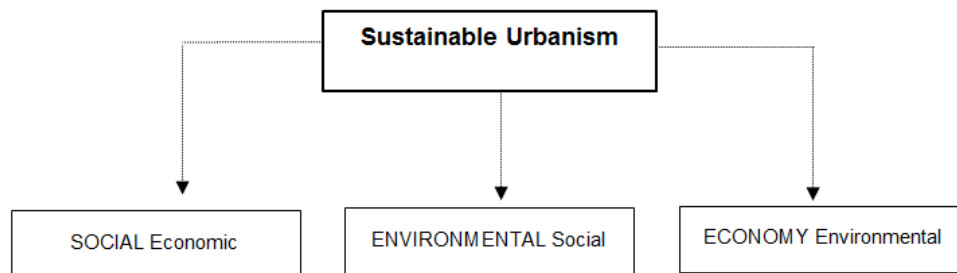 Sustainable Urbanism
SOCIAL Economic
ENVIRONMENTAL Social
ECONOMY Environmental